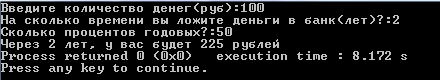 Введите количество денег(руб):100
На сколько времени вы ложите деньги в банк(лет)?:2
Сколько процентов годовых?:50
Через 2 лет, у вас будет 225 рублей
Process returned 0 (0x0)   execution time : 8.172 s
Press any key to continue.